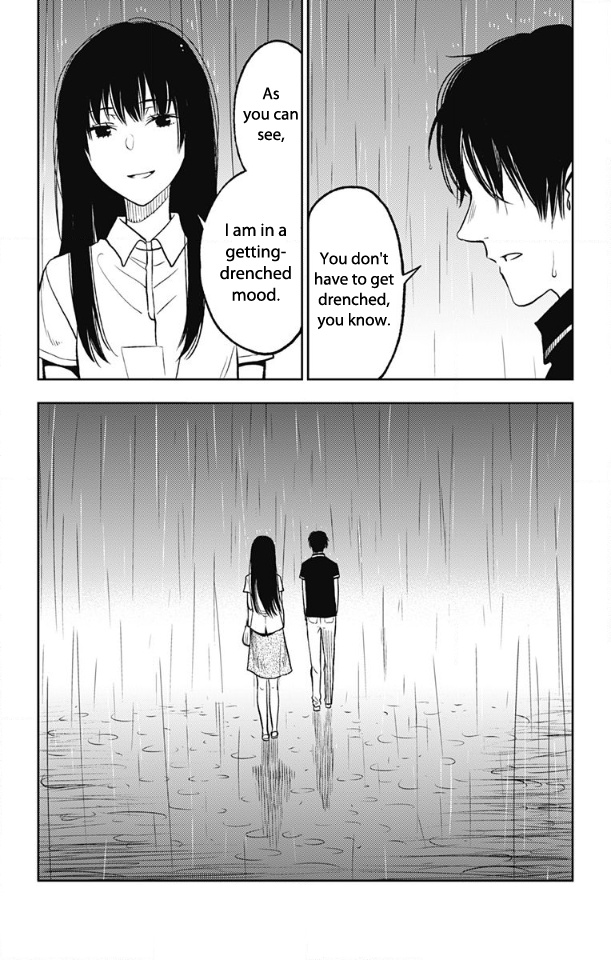 You don't
have to get
drenched,
you know.
As
you can
see,
I am in a
getting-
drenched
mood.